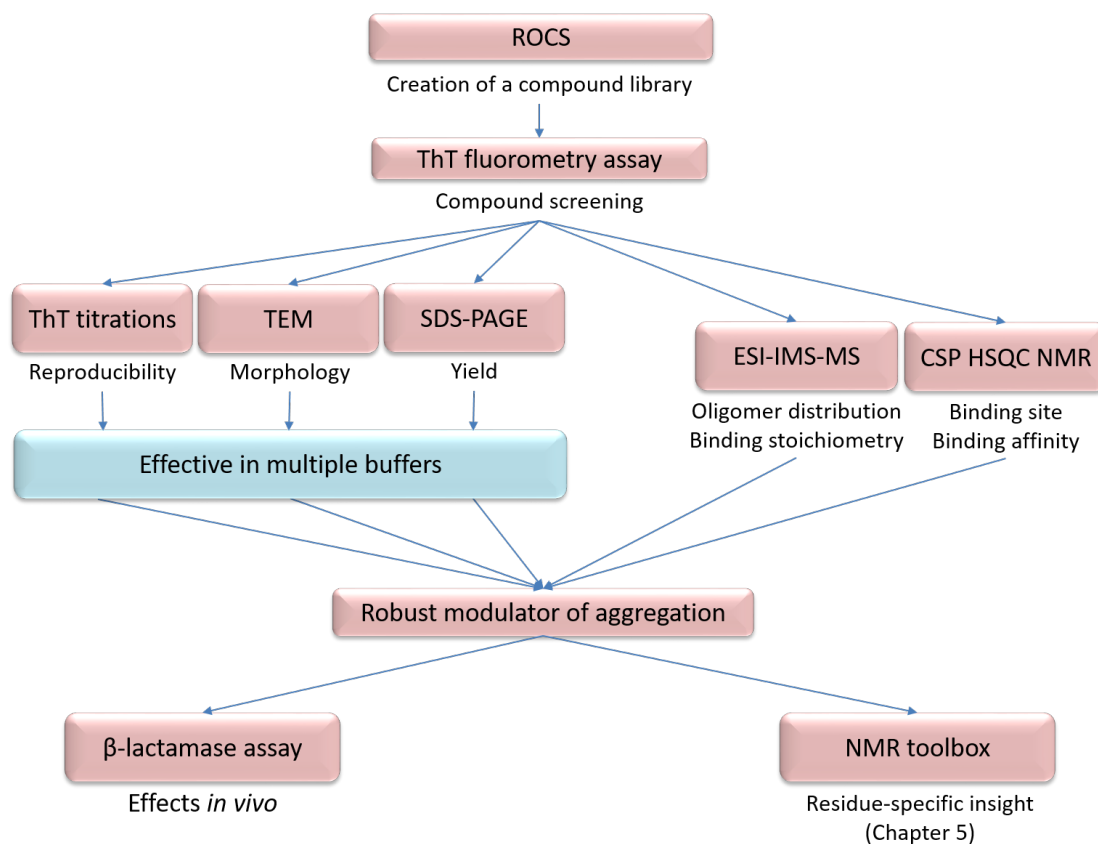 ROCS
Creation of a compound library
ThT fluorometry assay
Compound screening
ThT titrations
Reproducibility
TEM
Morphology
SDS-PAGE
Yield
ESI-IMS-MS
Oligomer distribution
Binding stoichiometry
CSP HSQC NMR
Binding site
Binding affinity
Effective in multiple buffers
Robust modulator of aggregation
β-lactamase assay
Effects in vivo
NMR toolbox
Residue-specific insight
(Chapter 5)